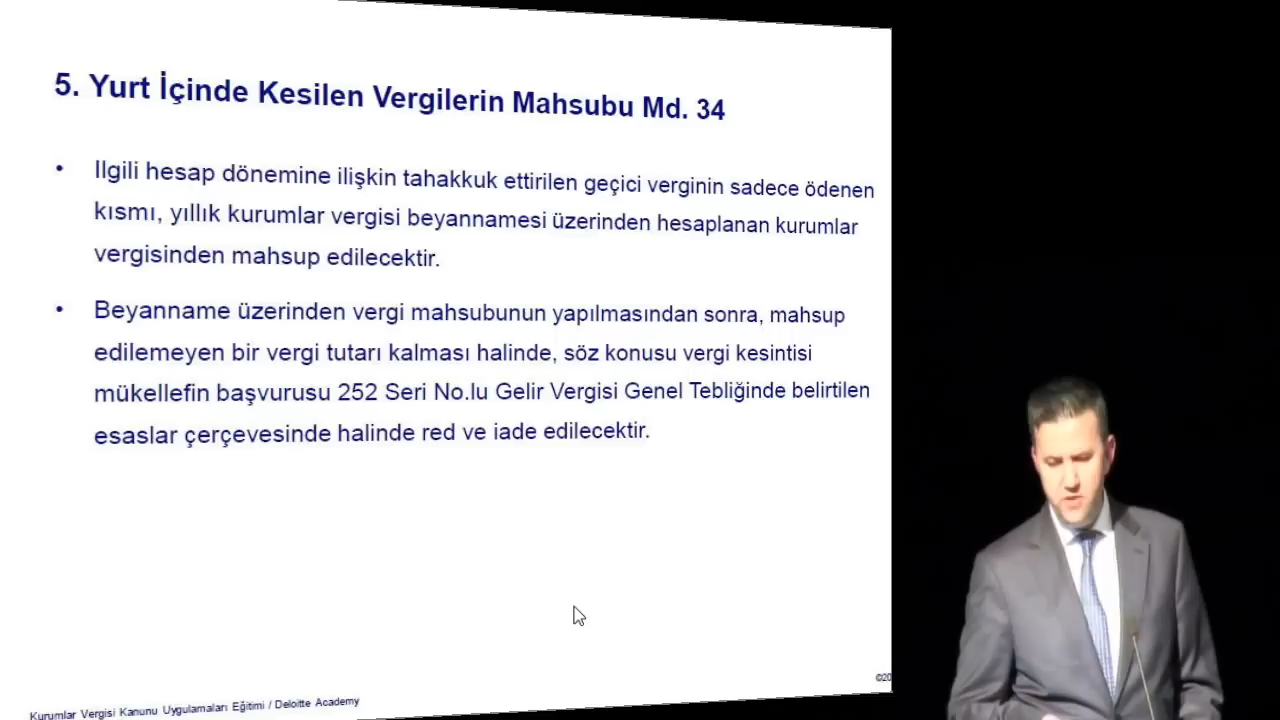 5. Yurt İçinde Kesilen Vergilerin Mahsubu Md. 34
• Ilgili hesap dönemine ilişkin tahakkuk ettirilen geçici verginin sadece ödenen
kısmı, yıllık kurumlar vergisi beyannamesi üzerinden hesaplanan kurumlar
vergisinden mahsup edilecektir.
• Beyanname üzerinden vergi mahsubunun yapılmasından sonra, mahsup
edilemeyen bir vergi tutarı kalması halinde, söz konusu vergi kesintisi
mükellefin başvurusu 252 Seri No.lu Gelir Vergisi Genel Tebliğinde belirtilen
esaslar çerçevesinde halinde red ve iade edilecektir.
©20
Kurumlar Vergisi Kanunu Uygulamaları Eğitimi / Deloitte Academy